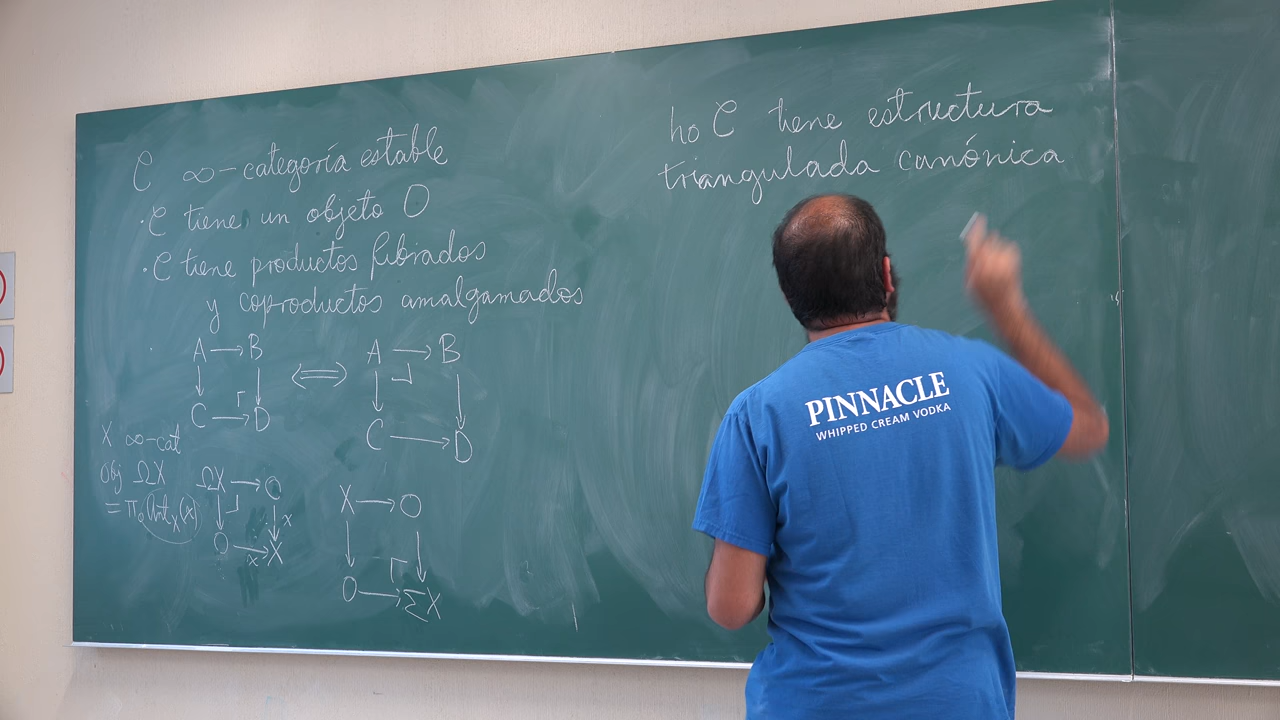 C ∞-categoría estable
· C tiene un objeto 0
· C tiene productos fibrados
y coproductos amalgamados
A → B ⇔ A → B
C → D C → D
X ∞-cat
Obj ΩX
= π₀
ΩX → 0
0 → X
x
x
X → 0
0 → ΣX
ho C tiene estructura
triangulada canónica
PINNACLE
WHIPPED CREAM VODKA